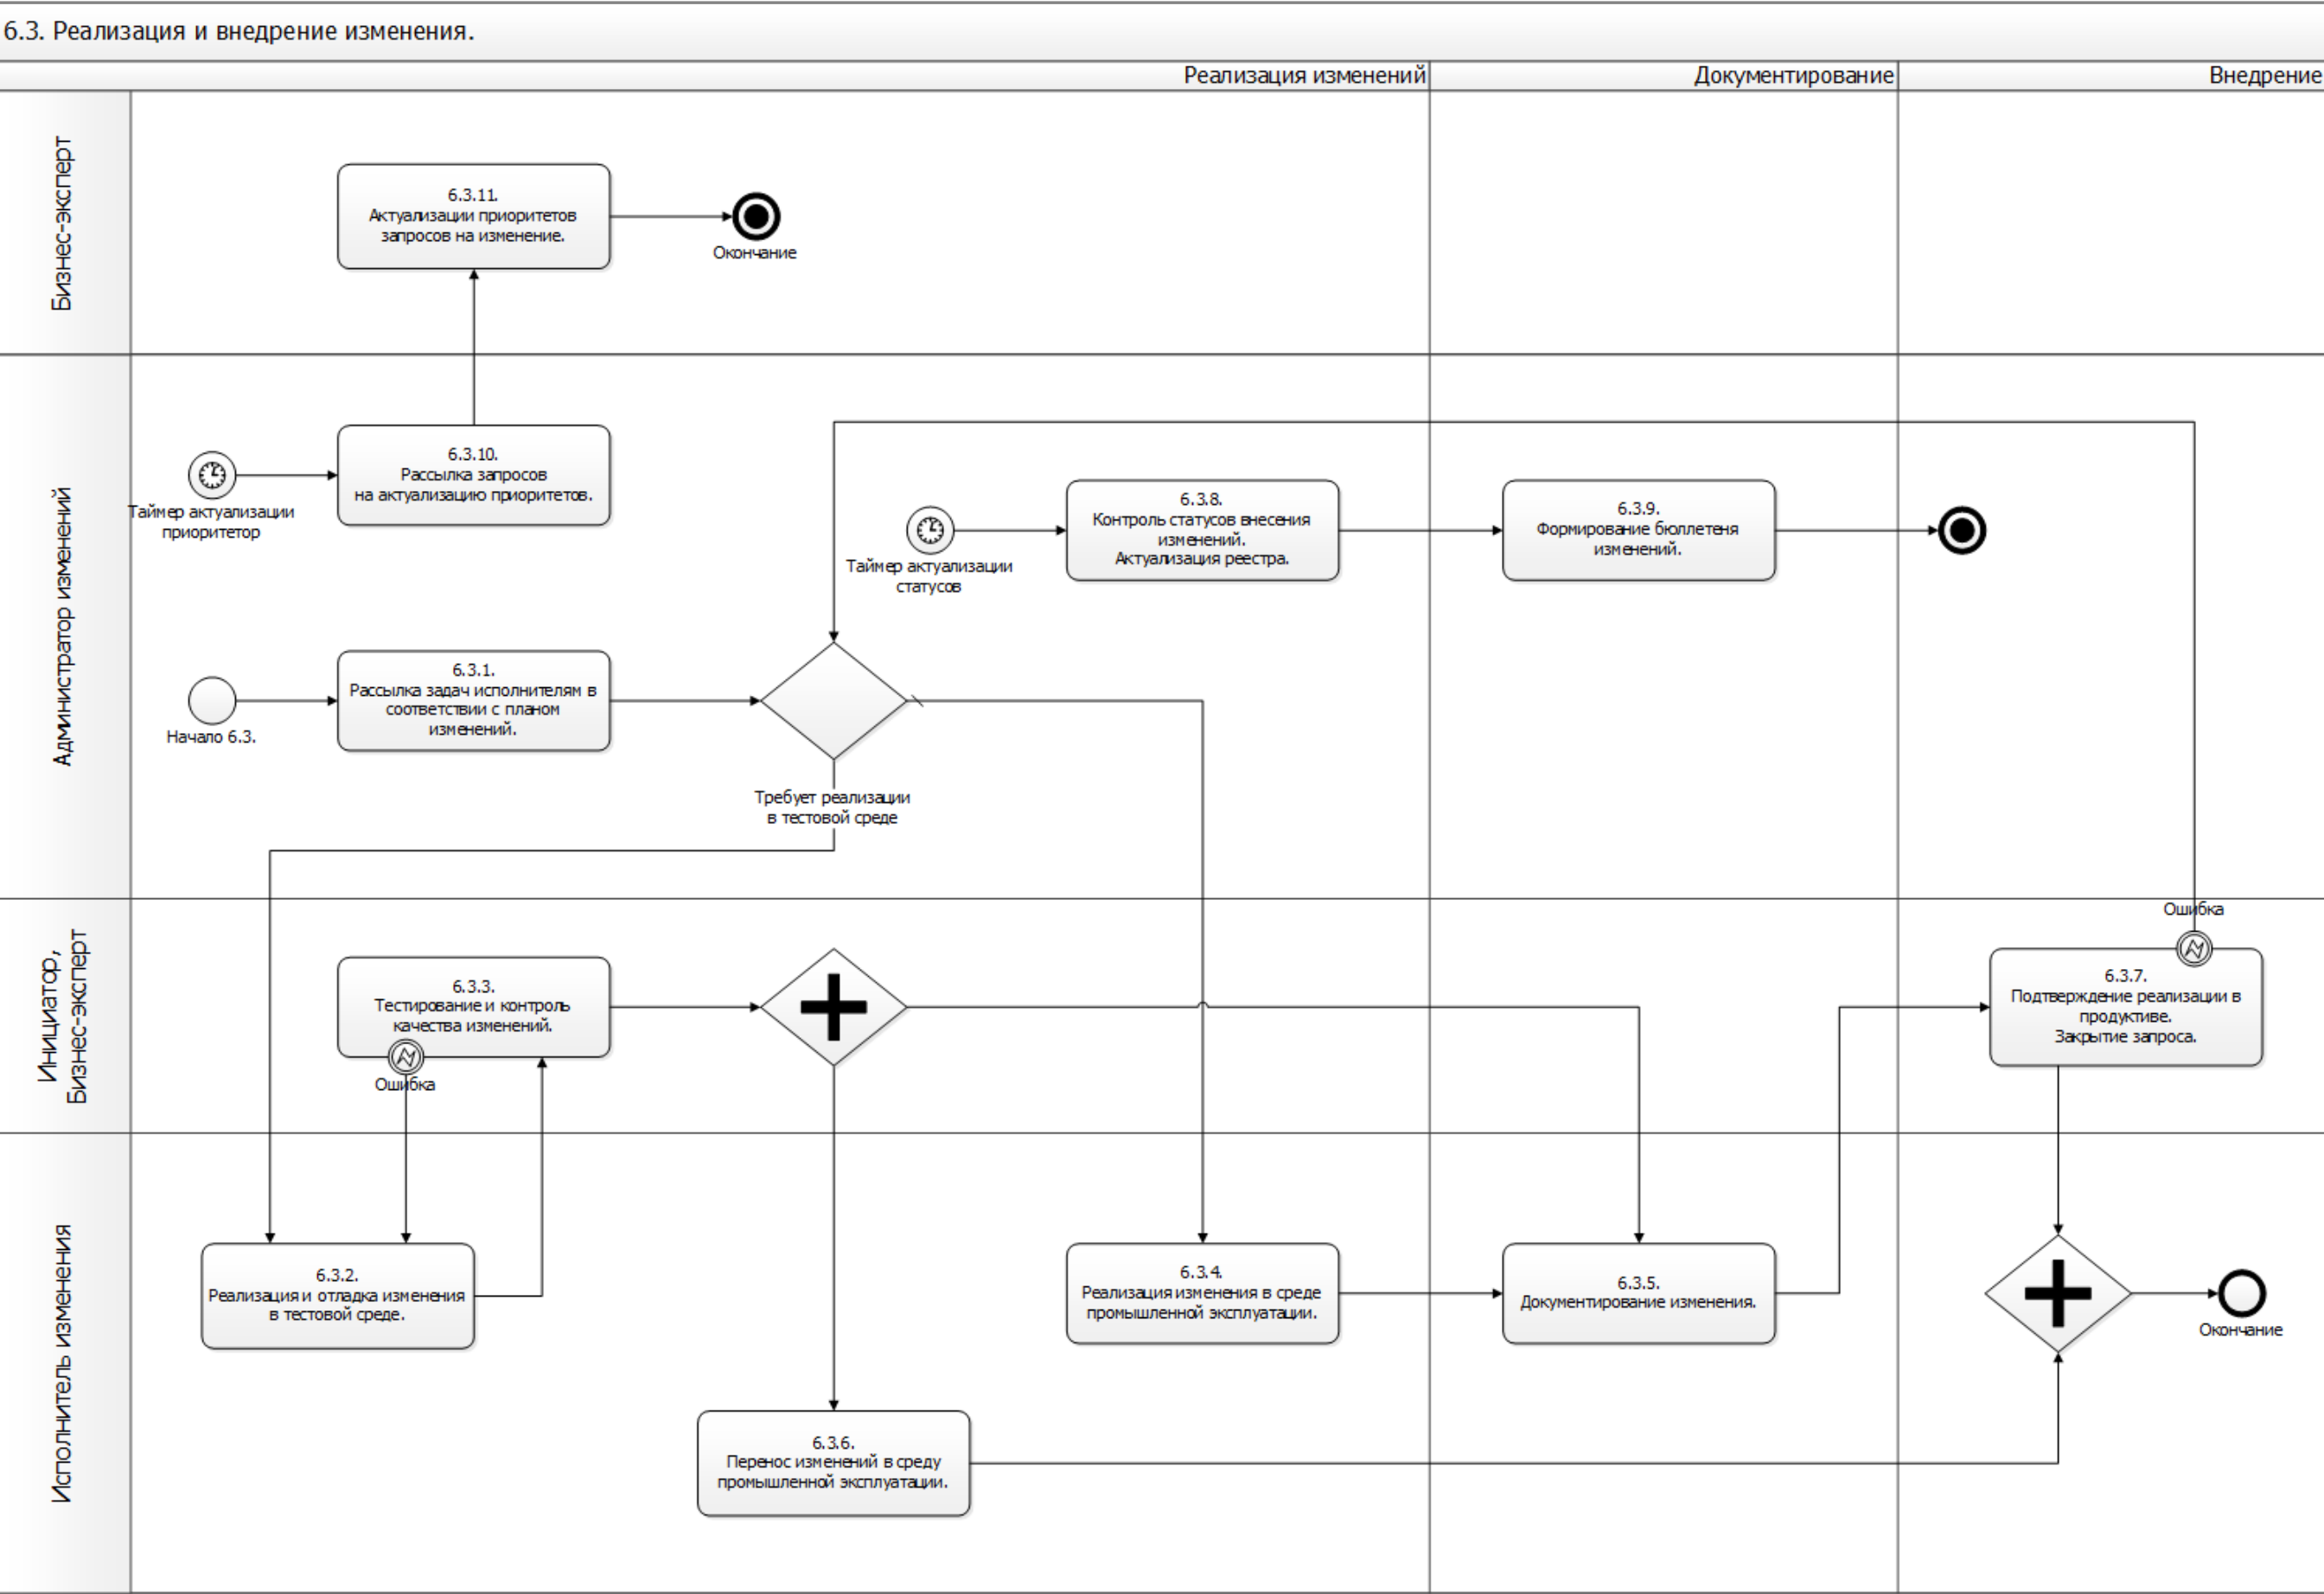 6.3. Реализация и внедрение изменения.
Реализация изменений
Документирование
Внедрение
Бизнес-эксперт
6.3.11.
Актуализации приоритетов
запросов на изменение.
Окончание
Администратор изменений
Таймер актуализации
приоритетор
6.3.10.
Рассылка запросов
на актуализацию приоритетов.
Таймер актуализации
статусов
6.3.8.
Контроль статусов внесения
изменений.
Актуализация реестра.
6.3.9.
Формирование бюллетеня
изменений.
Начало 6.3.
6.3.1.
Рассылка задач исполнителям в
соответствии с планом
изменений.
Требует реализации
в тестовой среде
Инициатор,
Бизнес-эксперт
6.3.3.
Тестирование и контроль
качества изменений.
Ошибка
Ошибка
6.3.7.
Подтверждение реализации в
продуктиве.
Закрытие запроса.
Исполнитель изменения
6.3.2.
Реализация и отладка изменения
в тестовой среде.
6.3.4.
Реализация изменения в среде
промышленной эксплуатации.
6.3.5.
Документирование изменения.
Окончание
6.3.6.
Перенос изменений в среду
промышленной эксплуатации.